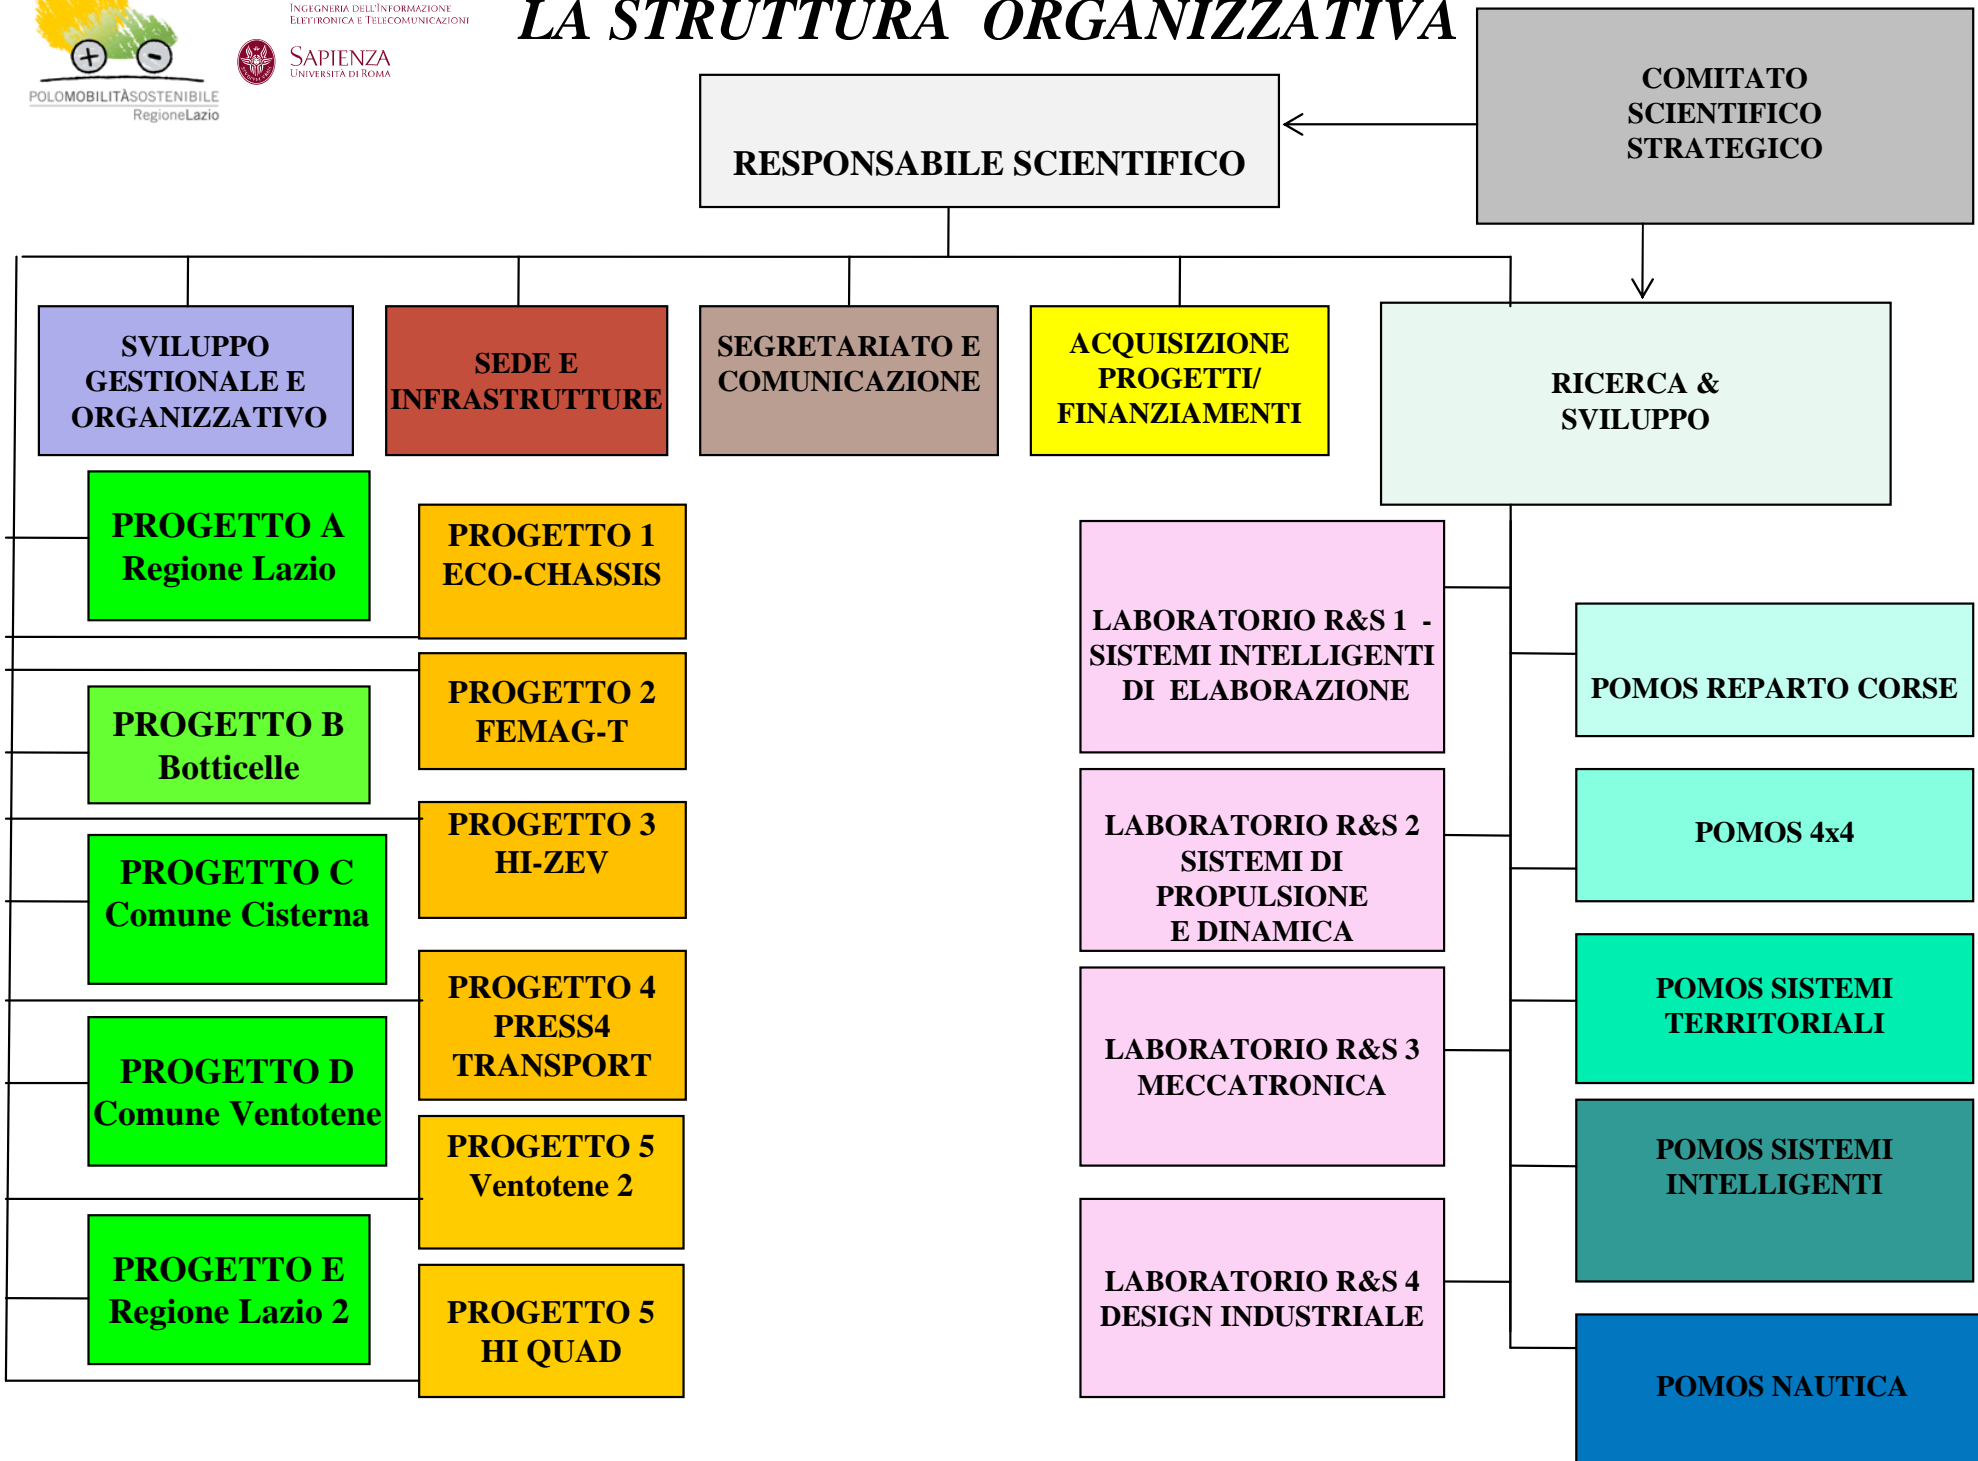 INGEGNERIA DELL'INFORMAZIONE
ELETTRONICA E TELECOMUNICAZIONI
SAPIENZA
UNIVERSITÀ DI ROMA
POLOMOBILITÀSOSTENIBILE
RegioneLazio
LA STRUTTURA ORGANIZZATIVA
COMITATO
SCIENTIFICO
STRATEGICO
RESPONSABILE SCIENTIFICO
SVILUPPO
GESTIONALE E
ORGANIZZATIVO
SEDE E
INFRASTRUTTURE
SEGRETARIATO E
COMUNICAZIONE
ACQUISIZIONE
PROGETTI/
FINANZIAMENTI
RICERCA &
SVILUPPO
PROGETTO A
Regione Lazio
PROGETTO B
Botticelle
PROGETTO C
Comune Cisterna
PROGETTO D
Comune Ventotene
PROGETTO E
Regione Lazio 2
PROGETTO 1
ECO-CHASSIS
PROGETTO 2
FEMAG-T
PROGETTO 3
HI-ZEV
PROGETTO 4
PRESS4
TRANSPORT
PROGETTO 5
Ventotene 2
PROGETTO 5
HI QUAD
LABORATORIO R&S 1 -
SISTEMI INTELLIGENTI
DI ELABORAZIONE
LABORATORIO R&S 2
SISTEMI DI
PROPULSIONE
E DINAMICA
LABORATORIO R&S 3
MECCATRONICA
LABORATORIO R&S 4
DESIGN INDUSTRIALE
POMOS REPARTO CORSE
POMOS 4x4
POMOS SISTEMI
TERRITORIALI
POMOS SISTEMI
INTELLIGENTI
POMOS NAUTICA